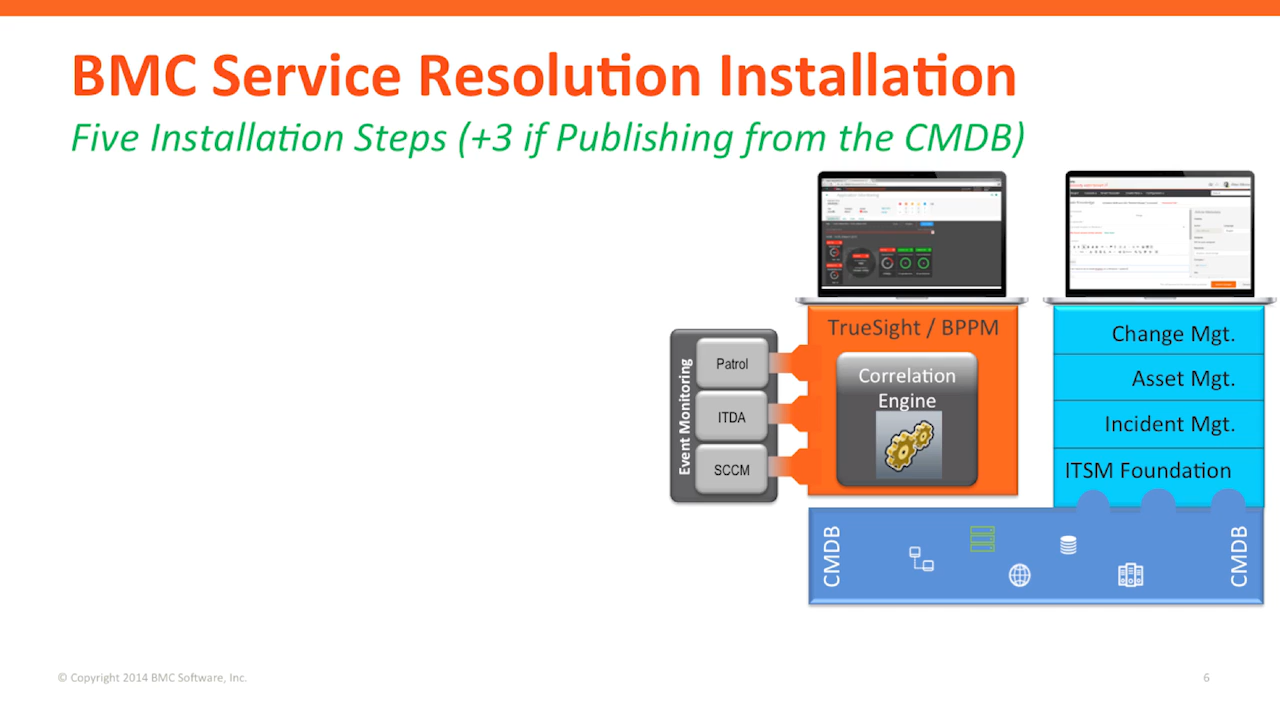 BMC Service Resolution Installation
Five Installation Steps (+3 if Publishing from the CMDB)
TrueSight / BPPM
Correlation
Engine
Event Monitoring
Patrol
ITDA
SCCM
Change Mgt.
Asset Mgt.
Incident Mgt.
ITSM Foundation
CMDB
CMDB
© Copyright 2014 BMC Software, Inc.
6